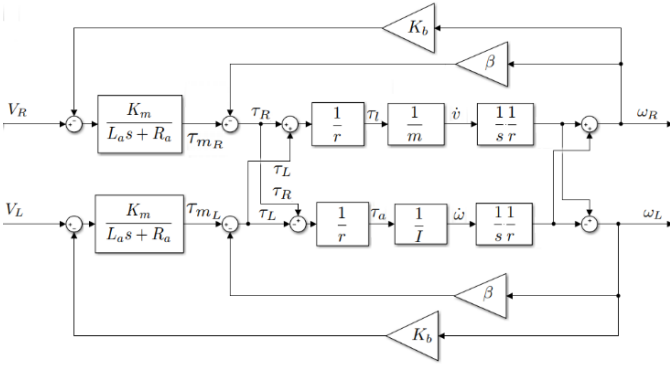 K_b
β
V_R
K_m / (L_a s + R_a)
τ_{m_R}
τ_R
1/r
τ_l
1/m
v̇
1/s 1/r
ω_R
τ_L
τ_R
V_L
K_m / (L_a s + R_a)
τ_{m_L}
τ_L
1/r
τ_a
1/I
ω̇
1/s 1/r
ω_L
β
K_b